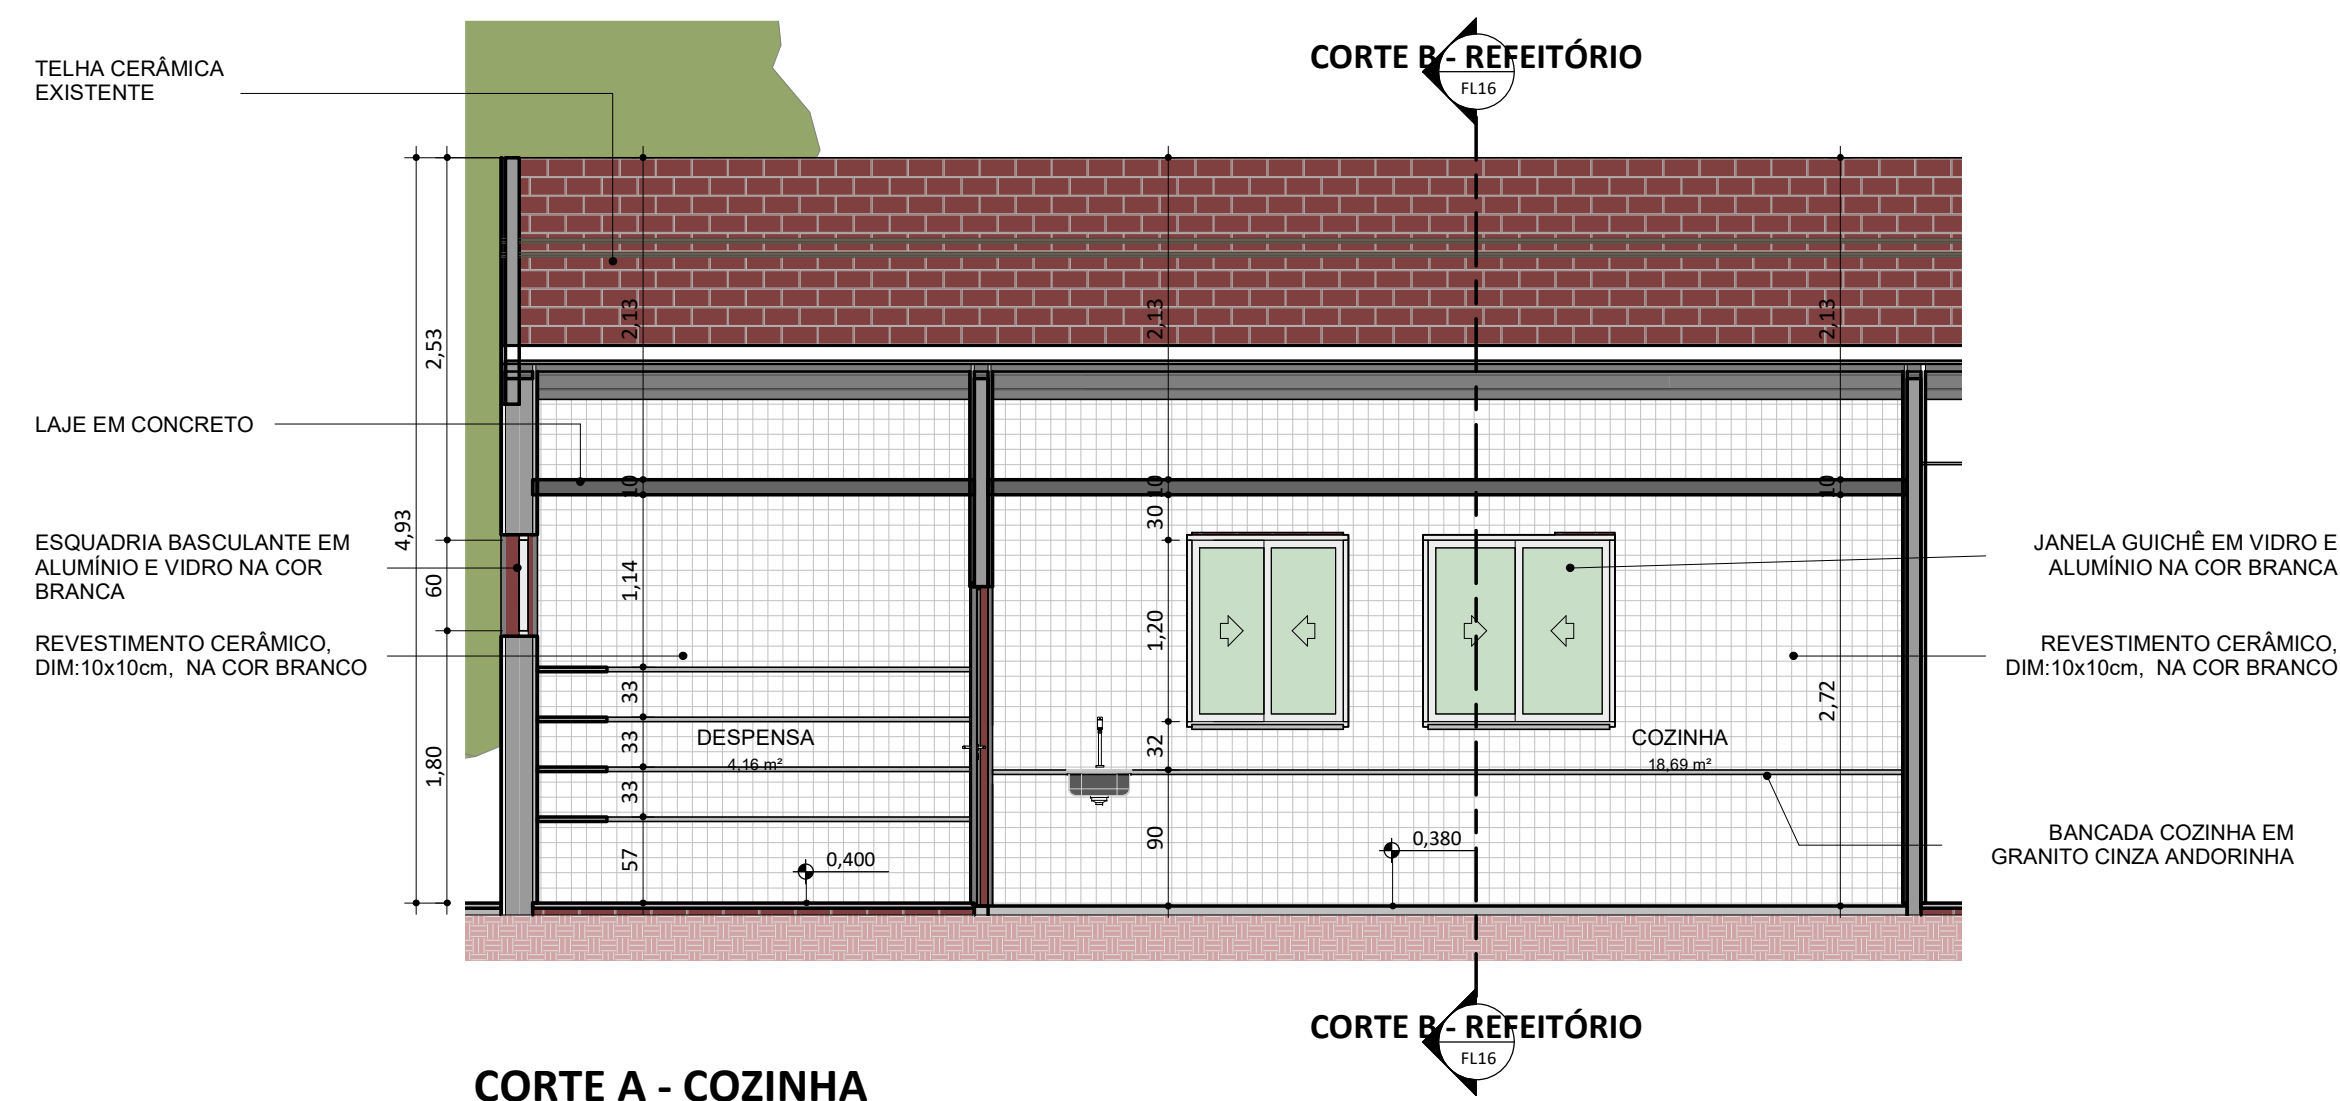 CORTE B - REFEITÓRIO
FL16
TELHA CERÂMICA
EXISTENTE
2,13
2,13
2,13
2,53
LAJE EM CONCRETO
10
10
10
4,93
30
ESQUADRIA BASCULANTE EM
ALUMÍNIO E VIDRO NA COR
BRANCA
60
1,14
1,20
JANELA GUICHÊ EM VIDRO E
ALUMÍNIO NA COR BRANCA
REVESTIMENTO CERÂMICO,
DIM:10x10cm, NA COR BRANCO
REVESTIMENTO CERÂMICO,
DIM:10x10cm, NA COR BRANCO
33
2,72
33
DESPENSA
4,16 m²
32
COZINHA
18,69 m²
1,80
33
90
57
0,400
0,380
BANCADA COZINHA EM
GRANITO CINZA ANDORINHA
CORTE B - REFEITÓRIO
FL16
CORTE A - COZINHA